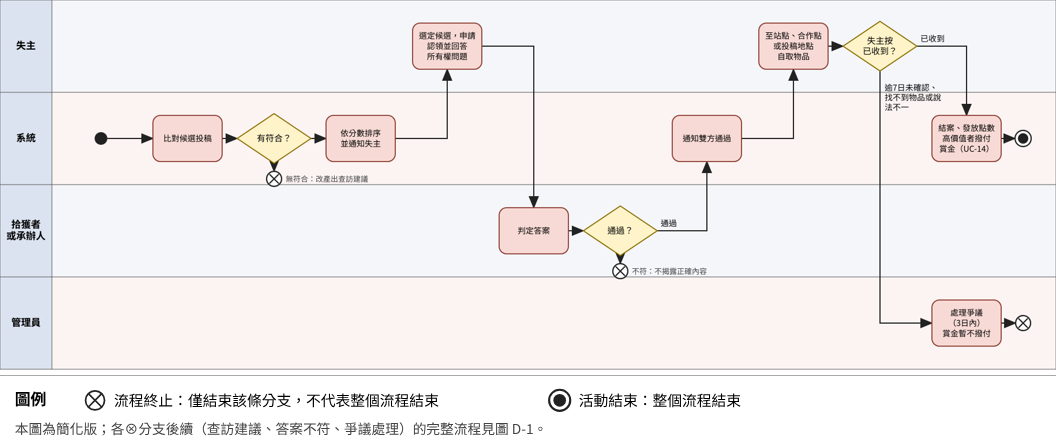 失主
選定候選，申請
認領並回答
所有權問題
至站點、合作點
或投稿地點
自取物品
失主按
已收到？
已收到
逾7日未確認、
找不到物品或說
法不一
系統
比對候選投稿
有符合？
依分數排序
並通知失主
無符合：改產出查訪建議
通知雙方通過
結案、發放點數
高價值者撥付
賞金（UC-14）
拾獲者
或承辦人
判定答案
通過？
通過
不符：不揭露正確內容
管理員
處理爭議
（3日內）
賞金暫不撥付
圖例
流程終止：僅結束該條分支，不代表整個流程結束
活動結束：整個流程結束
本圖為簡化版；各⊗分支後續（查訪建議、答案不符、爭議處理）的完整流程見圖 D-1。